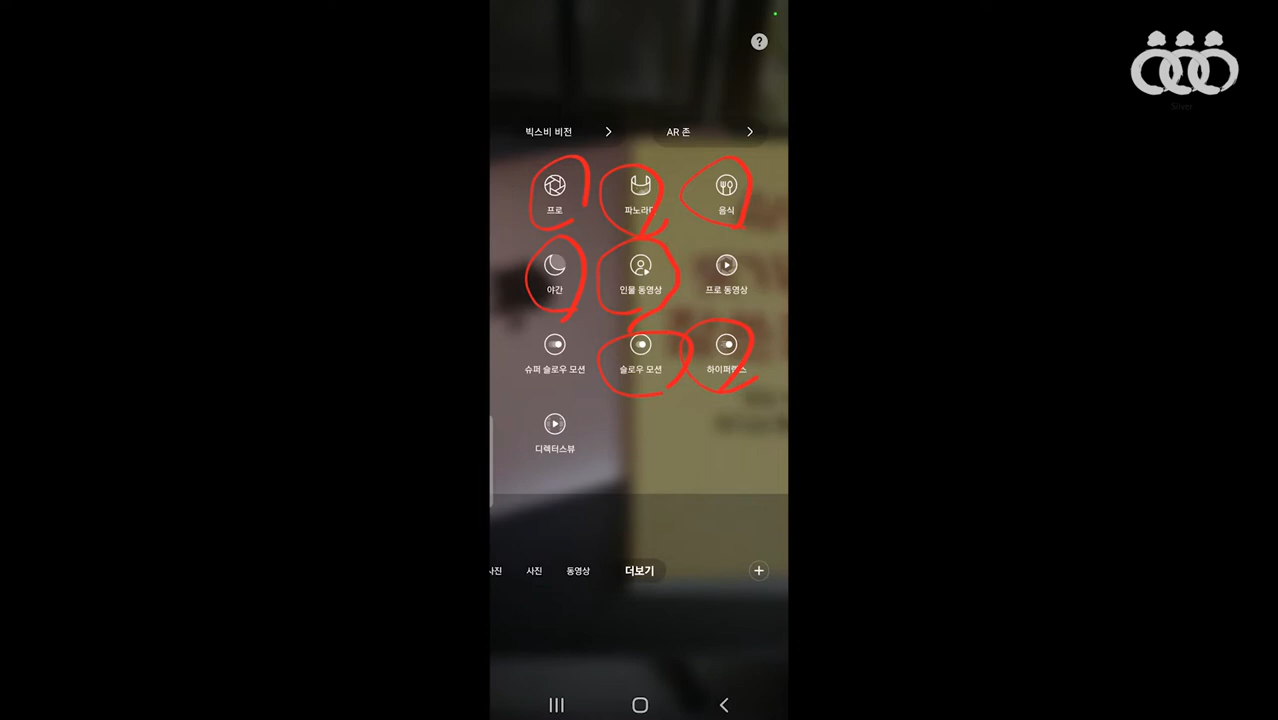 빅스비 비전
AR 존
프로
파노라마
음식
야간
인물 동영상
프로 동영상
슈퍼 슬로우 모션
슬로우 모션
하이퍼랩스
디렉터스뷰
사진 사진 동영상 더보기
Silver